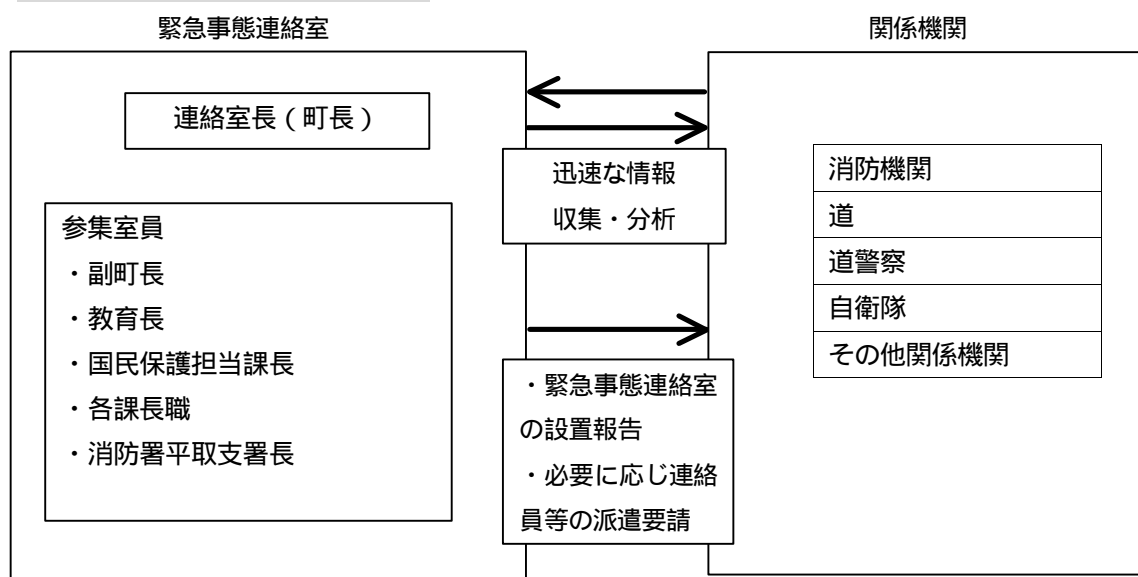 緊急事態連絡室
関係機関
連絡室長（町長）
参集室員
・副町長
・教育長
・国民保護担当課長
・各課長職
・消防署平取支署長
迅速な情報
収集・分析
・緊急事態連絡室
の設置報告
・必要に応じ連絡
員等の派遣要請
消防機関
道
道警察
自衛隊
その他関係機関